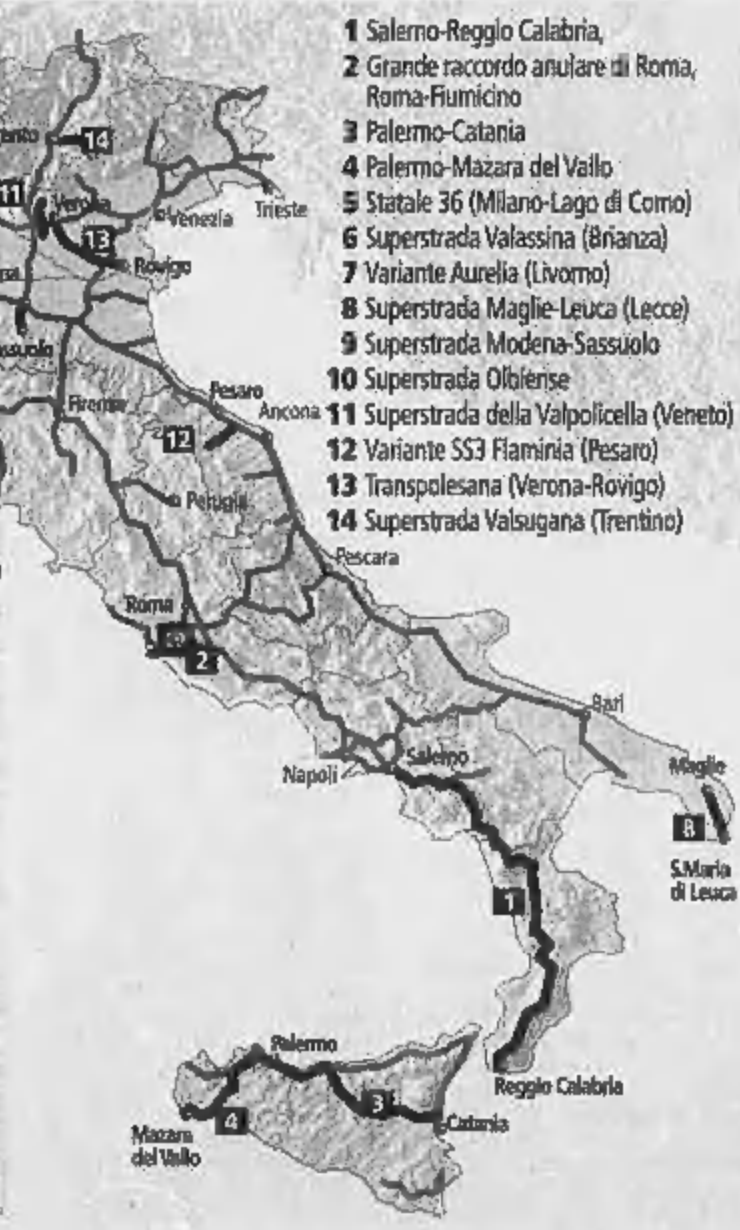 1 Salerno-Reggio Calabria,
2 Grande raccordo anulare di Roma,
Roma-Fiumicino
3 Palermo-Catania
4 Palermo-Mazara del Vallo
5 Statale 36 (Milano-Lago di Como)
6 Superstrada Valassina (Brianza)
7 Variante Aurelia (Livorno)
8 Superstrada Maglie-Leuca (Lecce)
9 Superstrada Modena-Sassuolo
10 Superstrada Olbiense
11 Superstrada della Valpolicella (Veneto)
12 Variante SS3 Flaminia (Pesaro)
13 Transpolesana (Verona-Rovigo)
14 Superstrada Valsugana (Trentino)
14
11
Verona
Venezia
Trieste
13
Rovigo
Firenze
Pesaro
Ancona
12
Perugia
Pescara
Roma
2
Bari
Napoli
Salerno
Maglie
8
S.Maria
di Leuca
1
Palermo
Reggio Calabria
3
4
Catania
Mazara
del Vallo